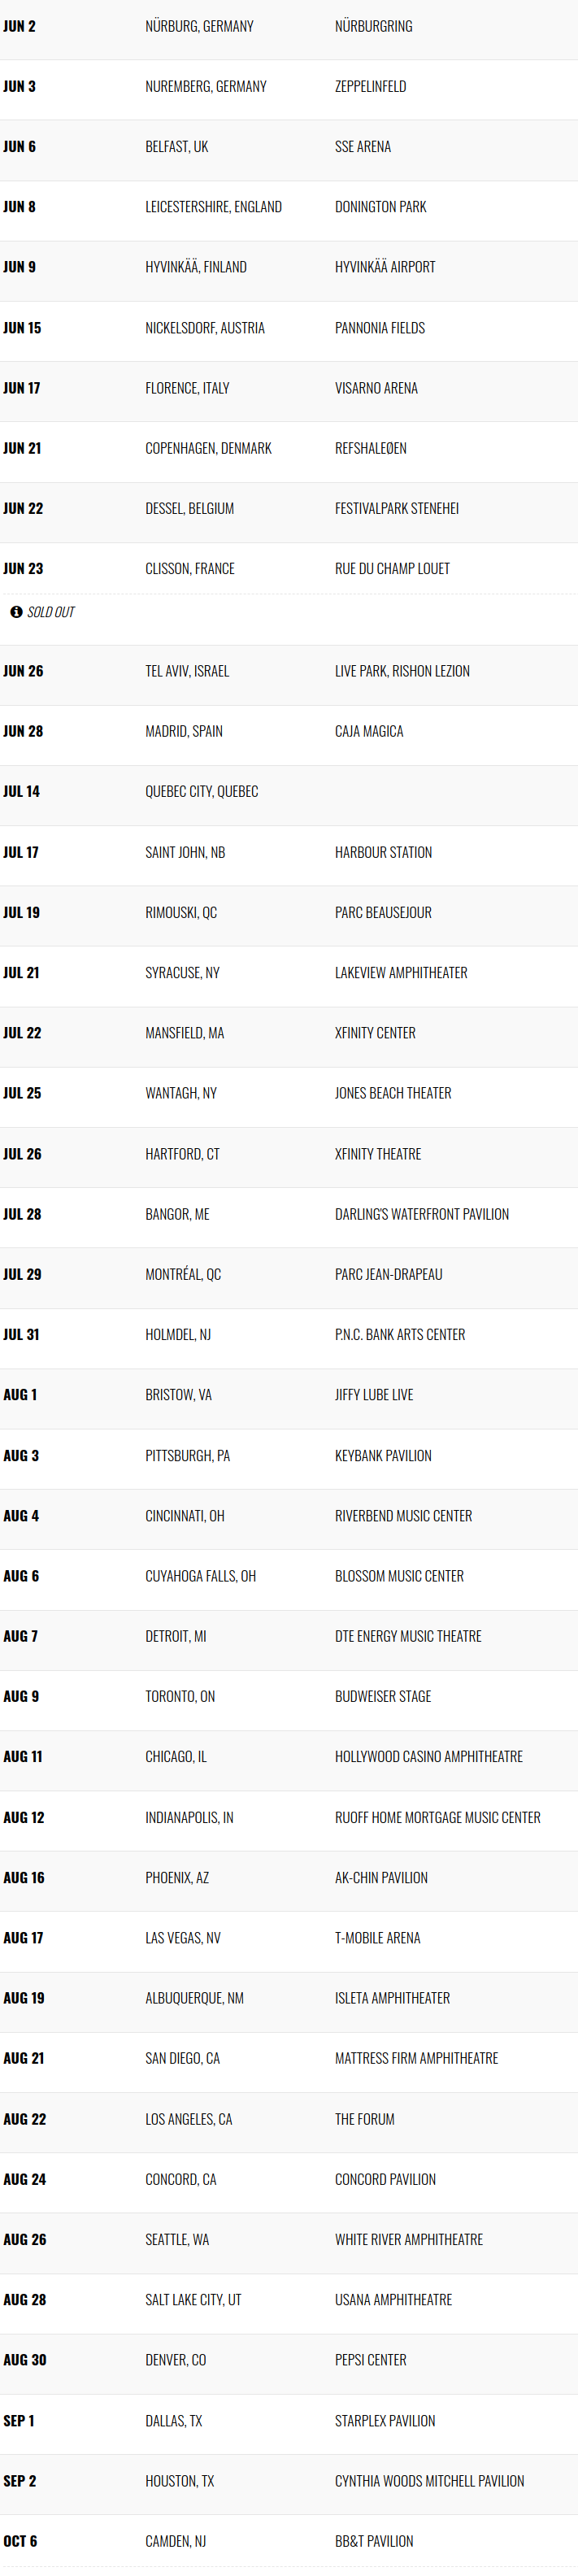 JUN 2 NÜRBURG, GERMANY NÜRBURGRING
JUN 3 NUREMBERG, GERMANY ZEPPELINFELD
JUN 6 BELFAST, UK SSE ARENA
JUN 8 LEICESTERSHIRE, ENGLAND DONINGTON PARK
JUN 9 HYVINKÄÄ, FINLAND HYVINKÄÄ AIRPORT
JUN 15 NICKELSDORF, AUSTRIA PANNONIA FIELDS
JUN 17 FLORENCE, ITALY VISARNO ARENA
JUN 21 COPENHAGEN, DENMARK REFSHALEØEN
JUN 22 DESSEL, BELGIUM FESTIVALPARK STENEHEI
JUN 23 CLISSON, FRANCE RUE DU CHAMP LOUET
SOLD OUT
JUN 26 TEL AVIV, ISRAEL LIVE PARK, RISHON LEZION
JUN 28 MADRID, SPAIN CAJA MAGICA
JUL 14 QUEBEC CITY, QUEBEC
JUL 17 SAINT JOHN, NB HARBOUR STATION
JUL 19 RIMOUSKI, QC PARC BEAUSEJOUR
JUL 21 SYRACUSE, NY LAKEVIEW AMPHITHEATER
JUL 22 MANSFIELD, MA XFINITY CENTER
JUL 25 WANTAGH, NY JONES BEACH THEATER
JUL 26 HARTFORD, CT XFINITY THEATRE
JUL 28 BANGOR, ME DARLING'S WATERFRONT PAVILION
JUL 29 MONTRÉAL, QC PARC JEAN-DRAPEAU
JUL 31 HOLMDEL, NJ P.N.C. BANK ARTS CENTER
AUG 1 BRISTOW, VA JIFFY LUBE LIVE
AUG 3 PITTSBURGH, PA KEYBANK PAVILION
AUG 4 CINCINNATI, OH RIVERBEND MUSIC CENTER
AUG 6 CUYAHOGA FALLS, OH BLOSSOM MUSIC CENTER
AUG 7 DETROIT, MI DTE ENERGY MUSIC THEATRE
AUG 9 TORONTO, ON BUDWEISER STAGE
AUG 11 CHICAGO, IL HOLLYWOOD CASINO AMPHITHEATRE
AUG 12 INDIANAPOLIS, IN RUOFF HOME MORTGAGE MUSIC CENTER
AUG 16 PHOENIX, AZ AK-CHIN PAVILION
AUG 17 LAS VEGAS, NV T-MOBILE ARENA
AUG 19 ALBUQUERQUE, NM ISLETA AMPHITHEATER
AUG 21 SAN DIEGO, CA MATTRESS FIRM AMPHITHEATRE
AUG 22 LOS ANGELES, CA THE FORUM
AUG 24 CONCORD, CA CONCORD PAVILION
AUG 26 SEATTLE, WA WHITE RIVER AMPHITHEATRE
AUG 28 SALT LAKE CITY, UT USANA AMPHITHEATRE
AUG 30 DENVER, CO PEPSI CENTER
SEP 1 DALLAS, TX STARPLEX PAVILION
SEP 2 HOUSTON, TX CYNTHIA WOODS MITCHELL PAVILION
OCT 6 CAMDEN, NJ BB&T PAVILION